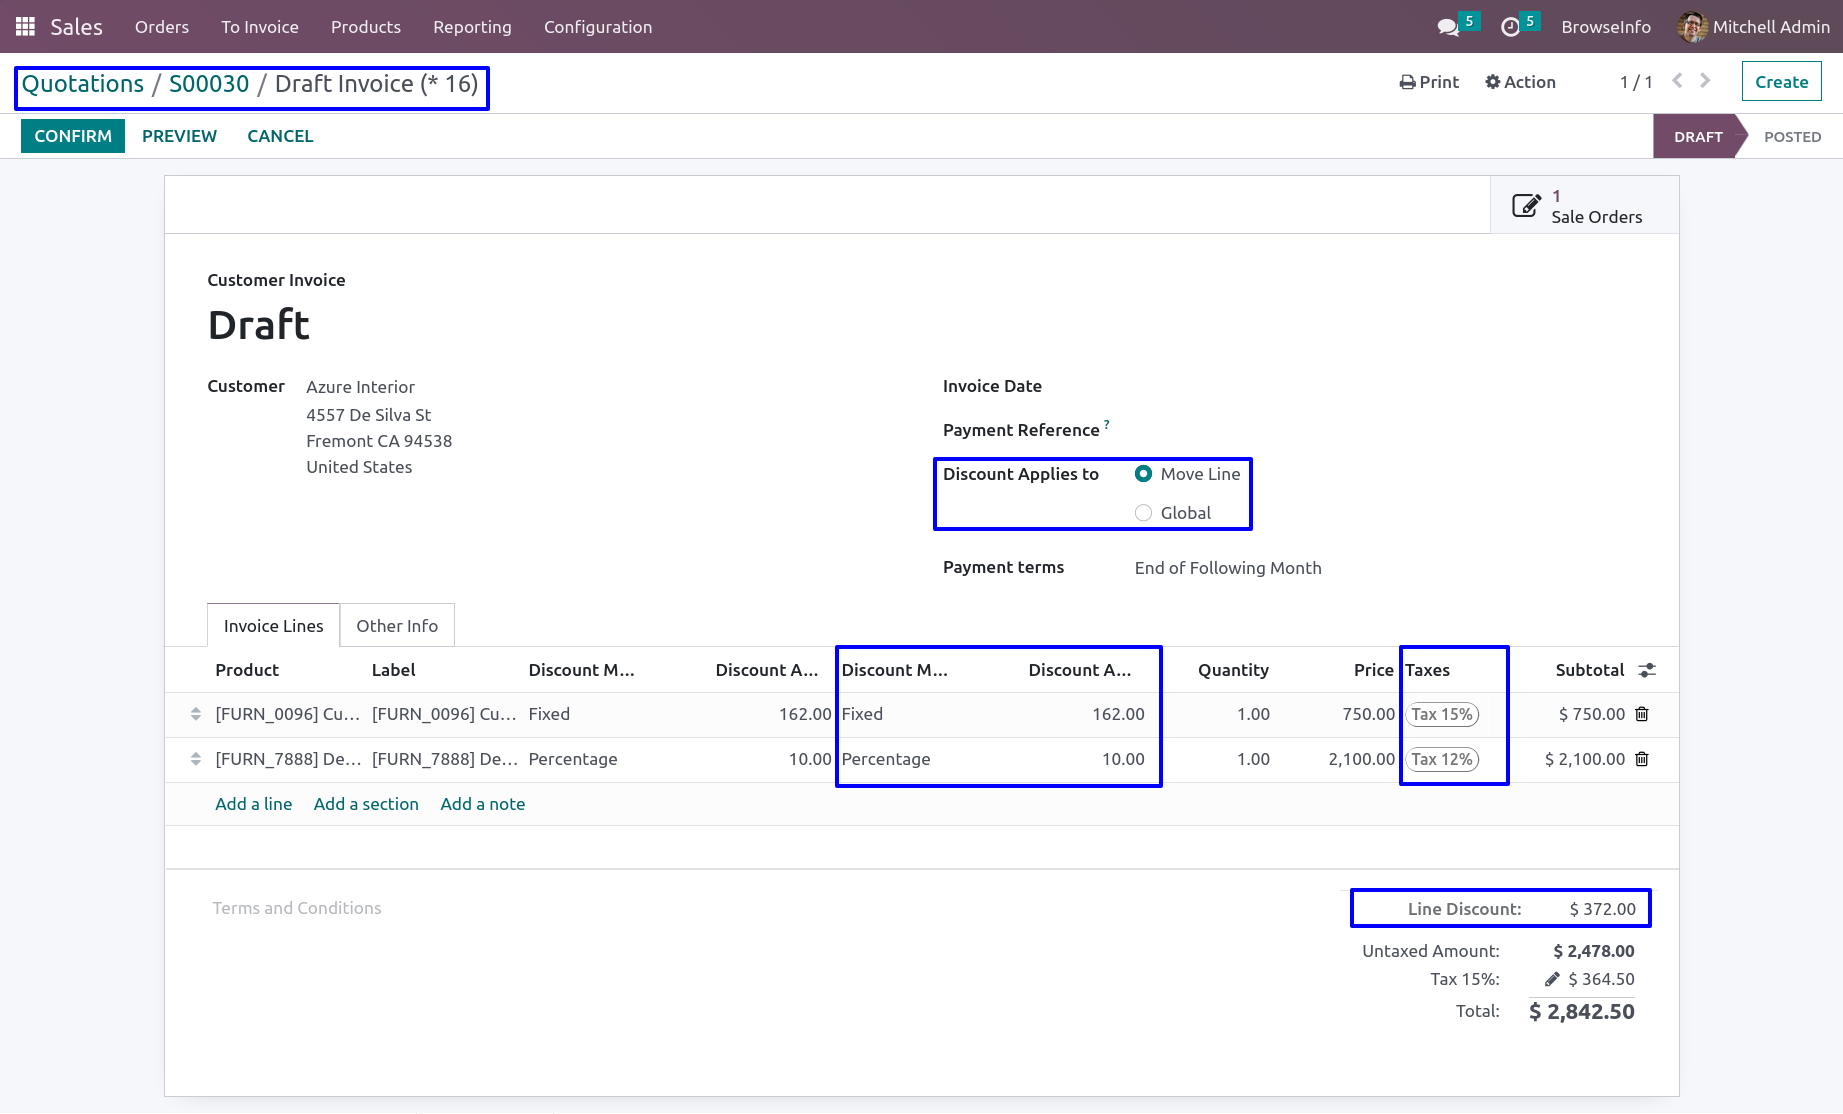 Sales Orders To Invoice Products Reporting Configuration 5 5 BrowseInfo Mitchell Admin
Quotations / S00030 / Draft Invoice (* 16) Print Action 1 / 1 Create
CONFIRM PREVIEW CANCEL DRAFT POSTED
1
Sale Orders
Customer Invoice
Draft
Customer Azure Interior
4557 De Silva St
Fremont CA 94538
United States
Invoice Date
Payment Reference ?
Discount Applies to Move Line
Global
Payment terms End of Following Month
Invoice Lines Other Info
Product Label Discount M... Discount A... Discount M... Discount A... Quantity Price Taxes Subtotal
[FURN_0096] Cu... [FURN_0096] Cu... Fixed 162.00 Fixed 162.00 1.00 750.00 Tax 15% $ 750.00
[FURN_7888] De... [FURN_7888] De... Percentage 10.00 Percentage 10.00 1.00 2,100.00 Tax 12% $ 2,100.00
Add a line Add a section Add a note
Terms and Conditions
Line Discount: $ 372.00
Untaxed Amount: $ 2,478.00
Tax 15%: $ 364.50
Total: $ 2,842.50